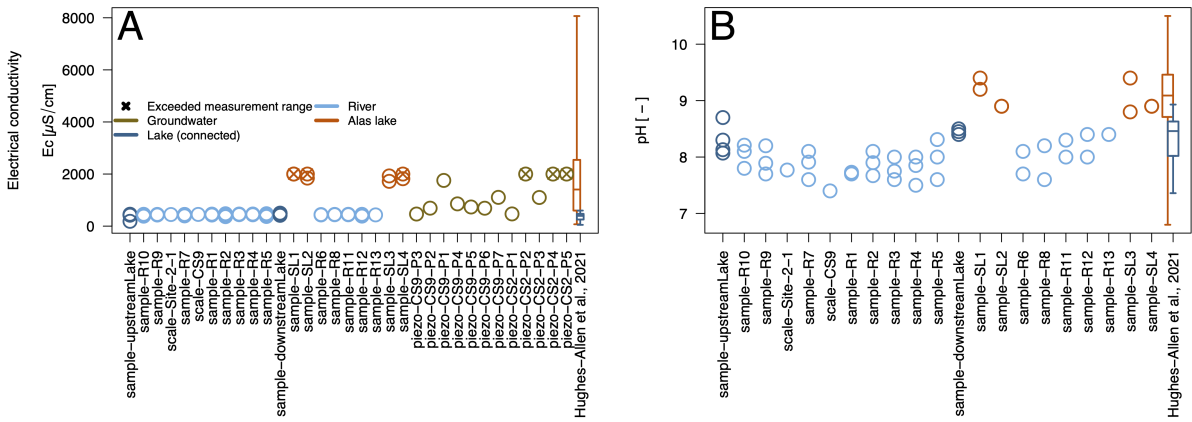 A
Electrical conductivity
Ec [µS/cm]
8000
6000
4000
2000
0
Exceeded measurement range
Groundwater
Lake (connected)
River
Alas lake
sample−upstreamLake
sample−R10
sample−R9
scale−Site−2−1
sample−R7
scale−CS9
sample−R1
sample−R2
sample−R3
sample−R4
sample−R5
sample−downstreamLake
sample−SL1
sample−SL2
sample−R6
sample−R8
sample−R11
sample−R12
sample−R13
sample−SL3
sample−SL4
piezo−CS9−P3
piezo−CS9−P2
piezo−CS9−P1
piezo−CS9−P4
piezo−CS9−P5
piezo−CS9−P6
piezo−CS9−P7
piezo−CS2−P1
piezo−CS2−P2
piezo−CS2−P3
piezo−CS2−P4
piezo−CS2−P5
Hughes−Allen et al., 2021
B
pH [−]
10
9
8
7
sample−upstreamLake
sample−R10
sample−R9
scale−Site−2−1
sample−R7
scale−CS9
sample−R1
sample−R2
sample−R3
sample−R4
sample−R5
sample−downstreamLake
sample−SL1
sample−SL2
sample−R6
sample−R8
sample−R11
sample−R12
sample−R13
sample−SL3
sample−SL4
Hughes−Allen et al., 2021